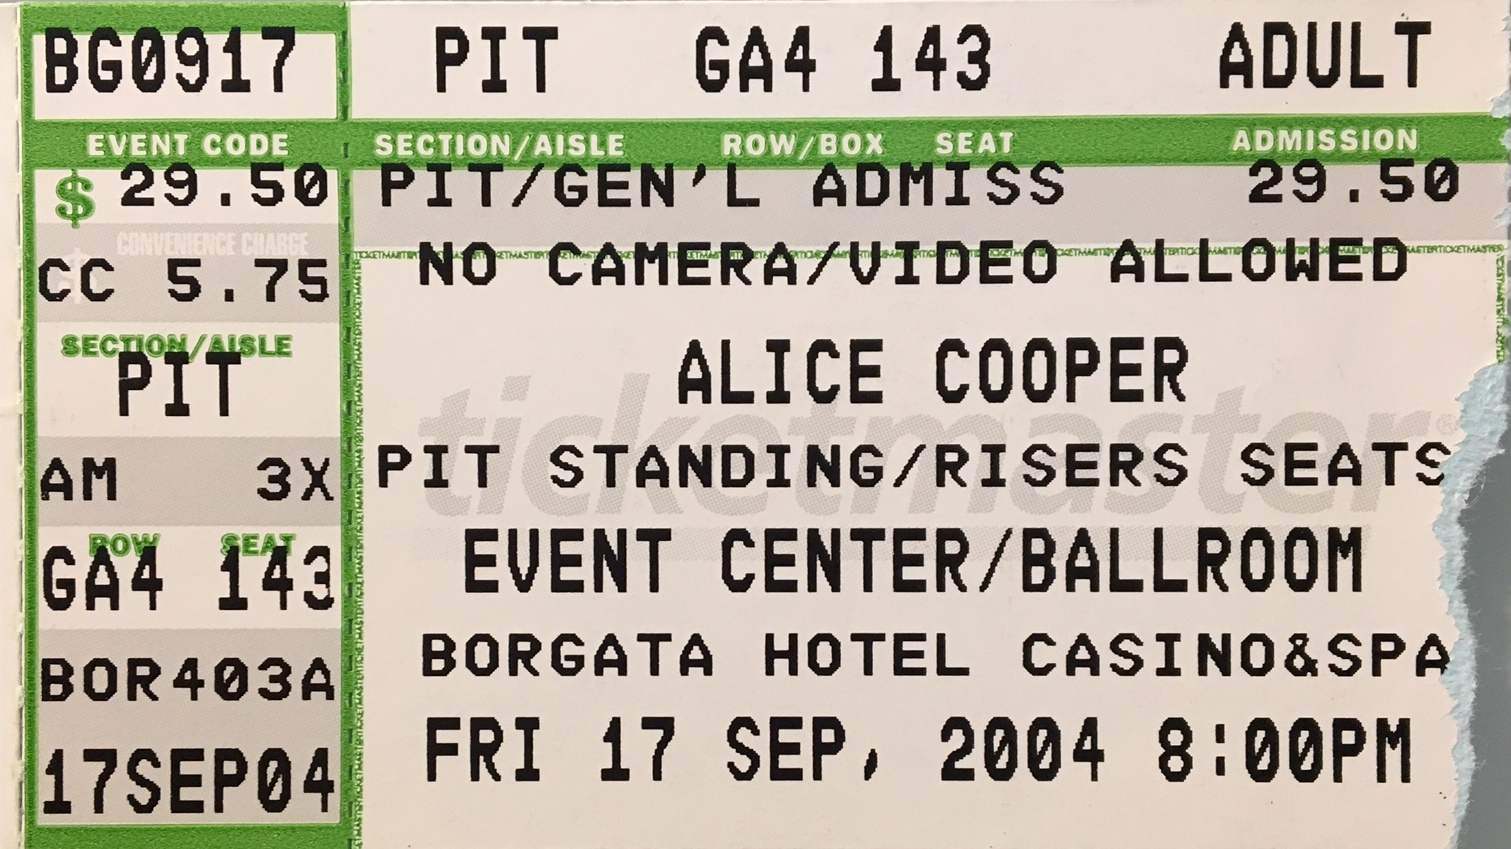 BG0917 PIT GA4 143 ADULT
EVENT CODE SECTION/AISLE ROW/BOX SEAT ADMISSION
$ 29.50 PIT/GEN'L ADMISS 29.50
CONVENIENCE CHARGE
CC 5.75 NO CAMERA/VIDEO ALLOWED
SECTION/AISLE
PIT ALICE COOPER
ticketmaster®
AM 3X PIT STANDING/RISERS SEATS
ROW SEAT
GA4 143 EVENT CENTER/BALLROOM
BOR403A BORGATA HOTEL CASINO&SPA
17SEP04 FRI 17 SEP, 2004 8:00PM